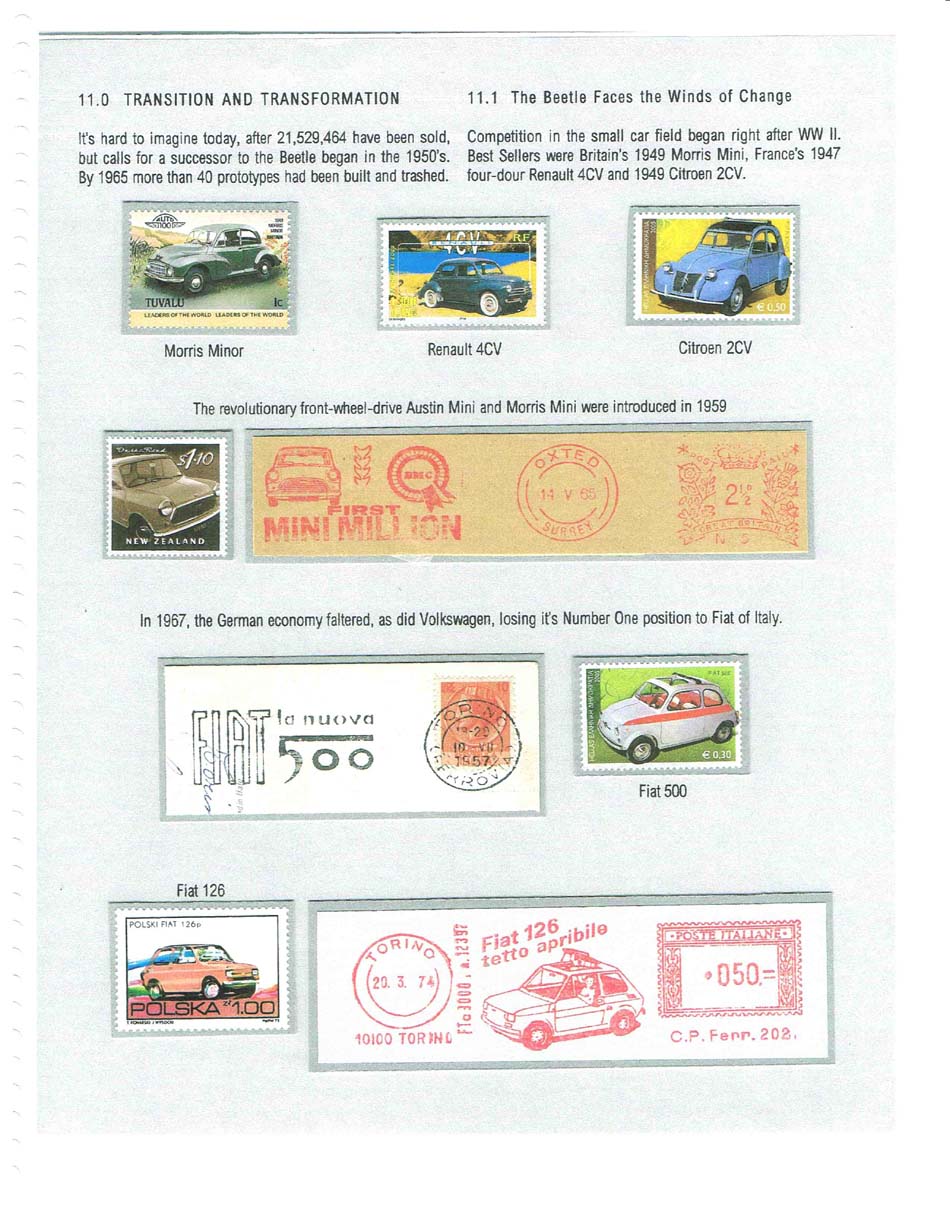 11.0 TRANSITION AND TRANSFORMATION
It's hard to imagine today, after 21,529,464 have been sold,
but calls for a successor to the Beetle began in the 1950's.
By 1965 more than 40 prototypes had been built and trashed.
11.1 The Beetle Faces the Winds of Change
Competition in the small car field began right after WW II.
Best Sellers were Britain's 1949 Morris Mini, France's 1947
four-dour Renault 4CV and 1949 Citroen 2CV.
AUTO
100
TUVALU 1c
LEADERS OF THE WORLD LEADERS OF THE WORLD
Morris Minor
4CV
RENAULT
RF
Renault 4CV
€ 0,50
Citroen 2CV
The revolutionary front-wheel-drive Austin Mini and Morris Mini were introduced in 1959
$1.10
NEW ZEALAND
BMC
FIRST
MINI MILLION
OXTED
14 V 65
SURREY
POST PAID
2½D
GREAT BRITAIN
N 5
In 1967, the German economy faltered, as did Volkswagen, losing it's Number One position to Fiat of Italy.
FIAT la nuova
500
10
TORINO
18-20
10 VII
1957
FERROVIA
FIAT 500
HELLAS ΕΛΛΗΝΙΚΗ ΔΗΜΟΚΡΑΤΙΑ
2005
€ 0,30
Fiat 500
Fiat 126
POLSKI FIAT 126p
POLSKA zł 1.00
TORINO
20. 3. 74
10100 TORINO
Fiat 126
tetto apribile
POSTE ITALIANE
050.=
C.P. Ferr. 202.